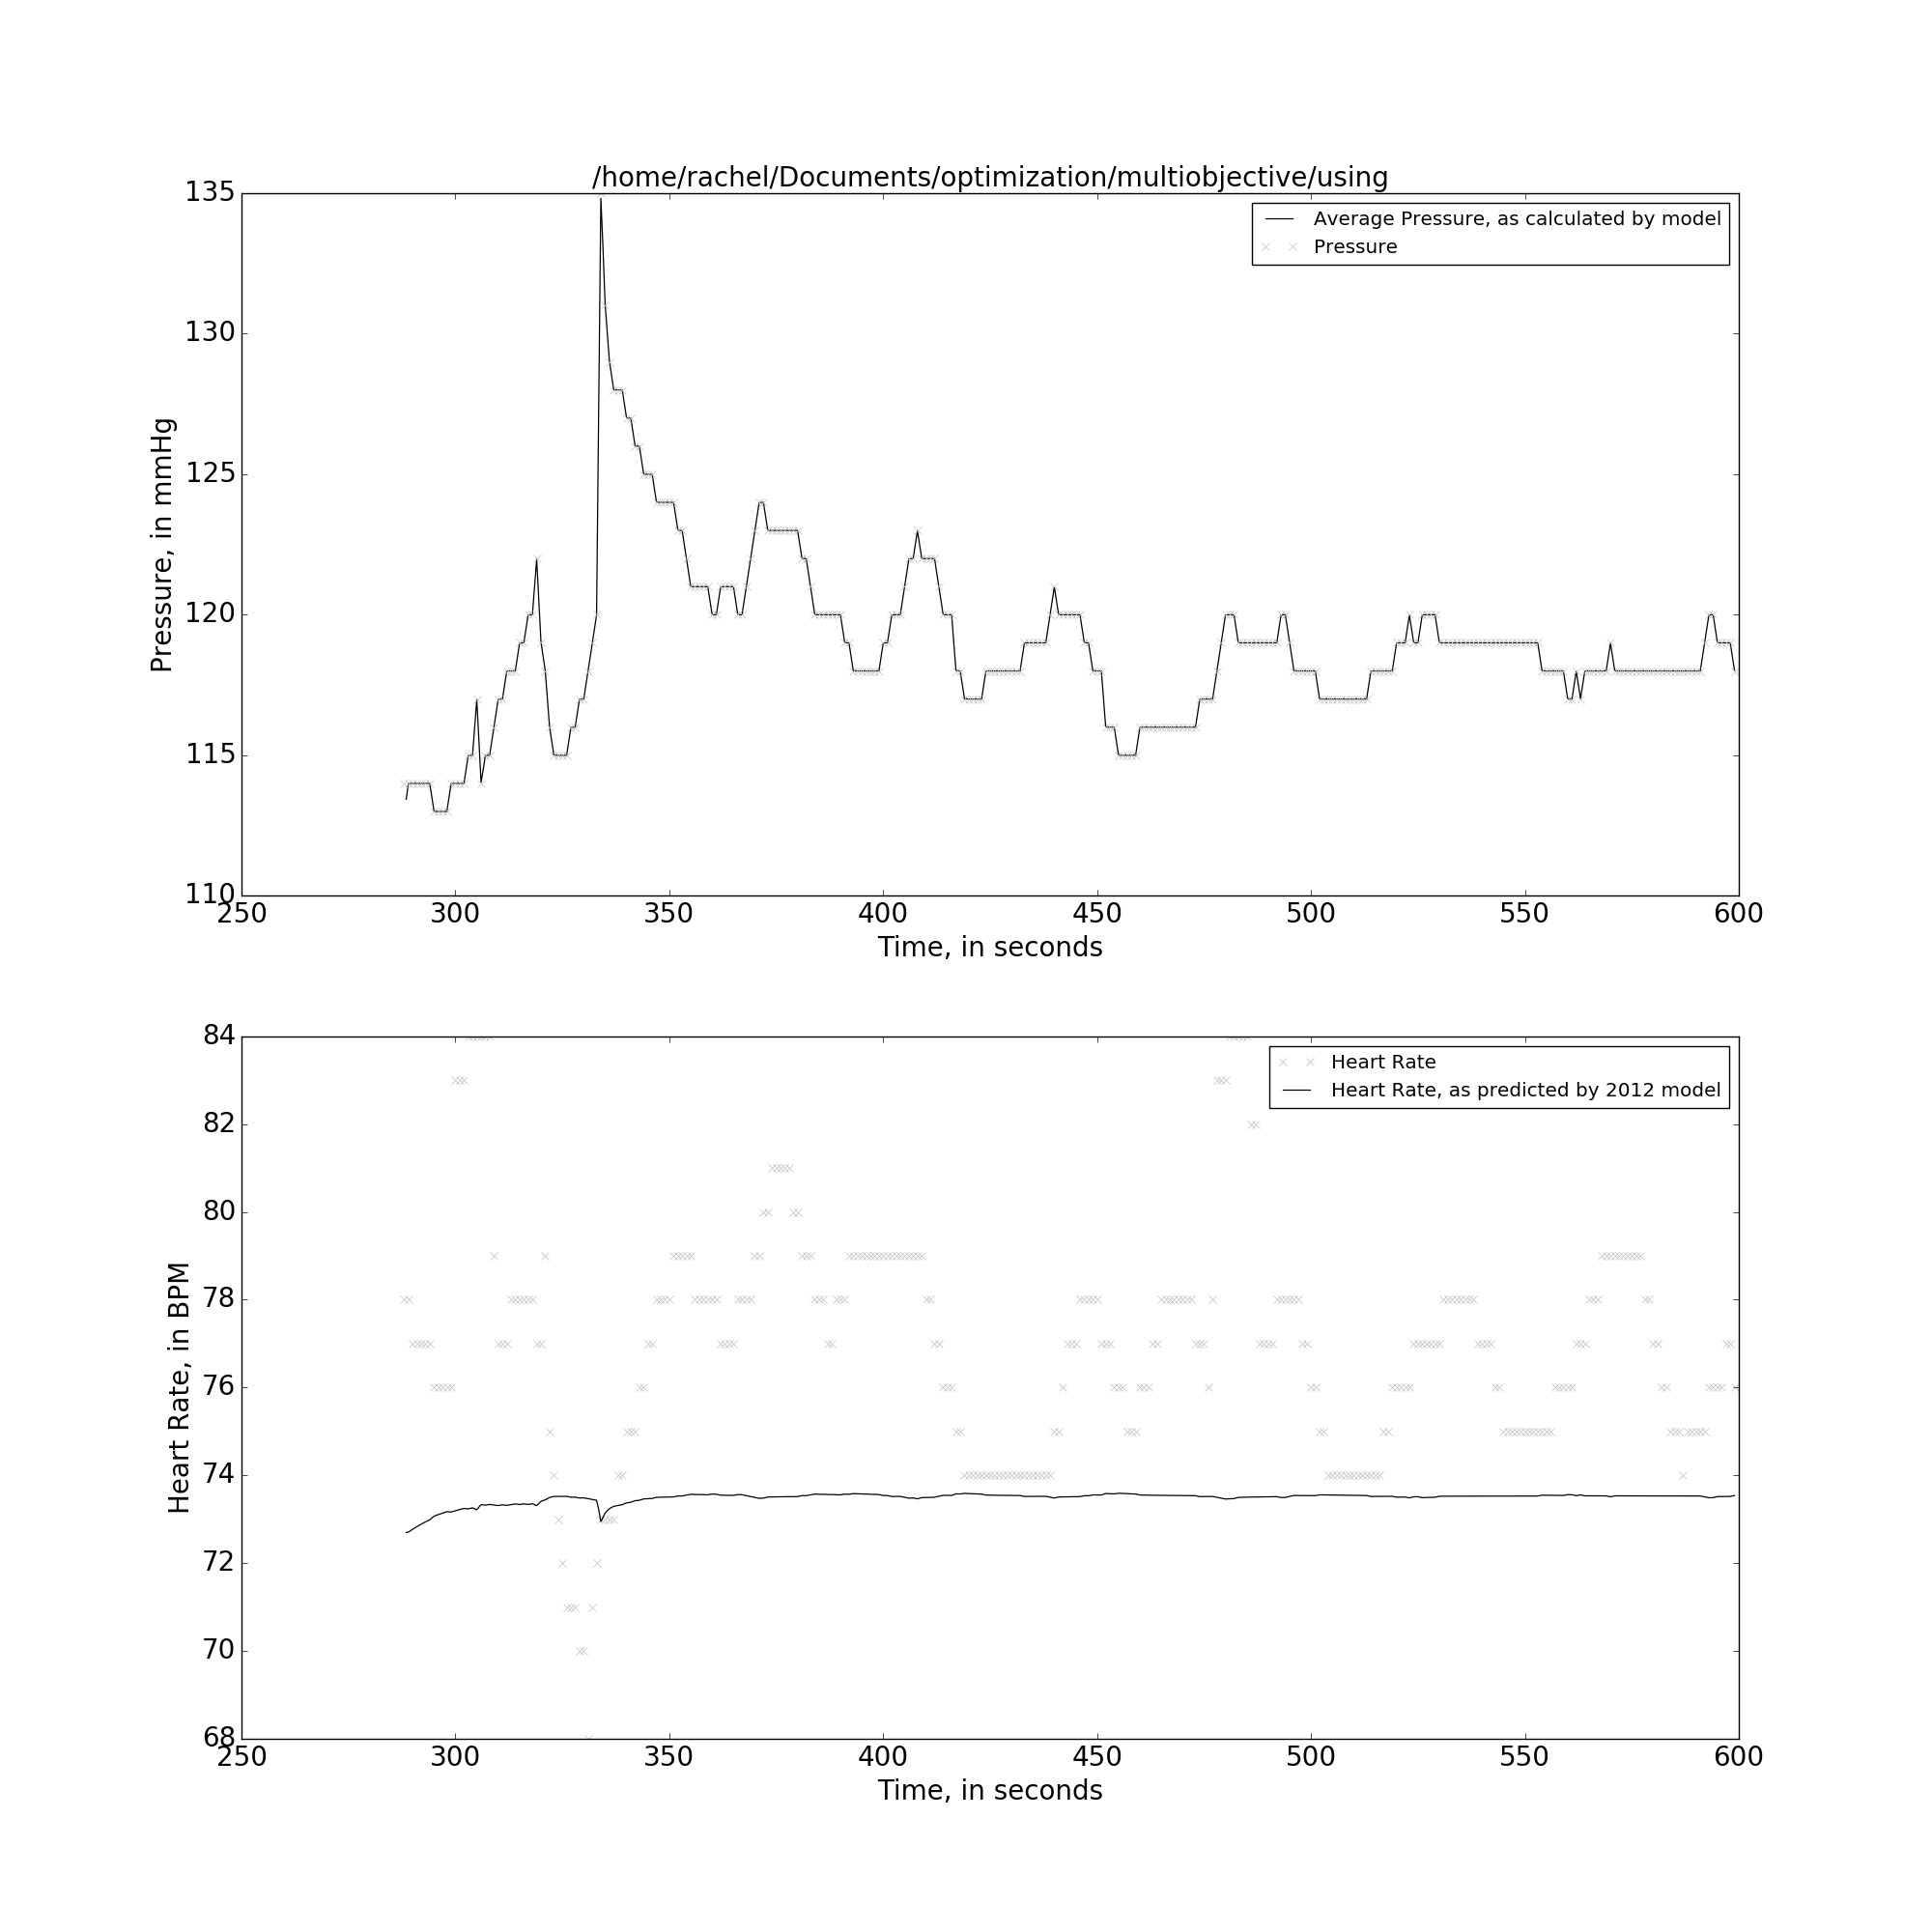 /home/rachel/Documents/optimization/multiobjective/using
135
130
125
120
115
110
Pressure, in mmHg
Average Pressure, as calculated by model
Pressure
250 300 350 400 450 500 550 600
Time, in seconds
84
82
80
78
76
74
72
70
68
Heart Rate, in BPM
Heart Rate
Heart Rate, as predicted by 2012 model
250 300 350 400 450 500 550 600
Time, in seconds